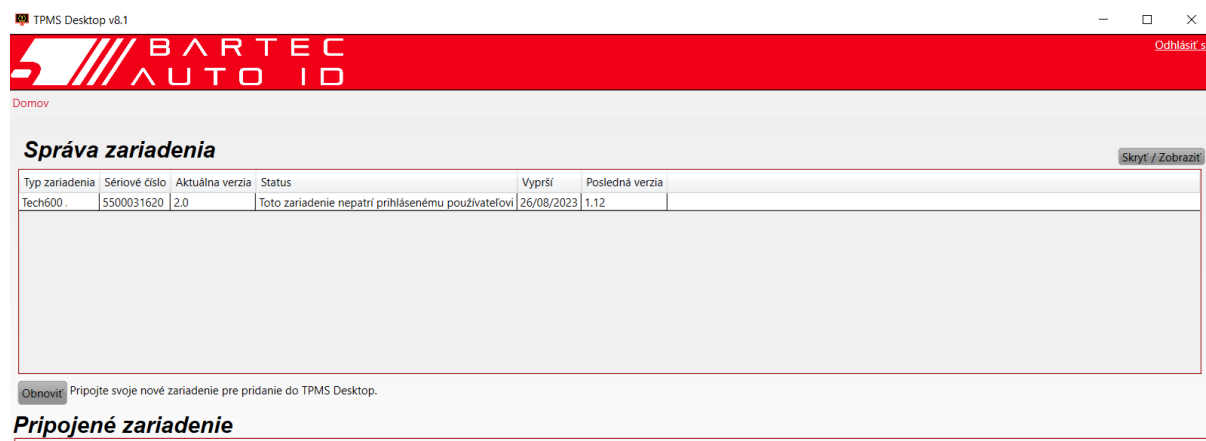 TPMS Desktop v8.1
BARTEC
AUTO ID
Odhlásiť s
Domov
Správa zariadenia
Skryť / Zobraziť
Typ zariadenia Sériové číslo Aktuálna verzia Status Vyprší Posledná verzia
Tech600 . 5500031620 2.0 Toto zariadenie nepatrí prihlásenému používateľovi 26/08/2023 1.12
Obnoviť Pripojte svoje nové zariadenie pre pridanie do TPMS Desktop.
Pripojené zariadenie